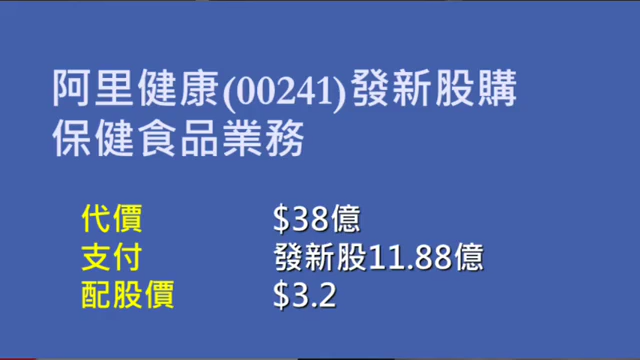 阿里健康(00241)發新股購
保健食品業務
代價 $38億
支付 發新股11.88億
配股價 $3.2